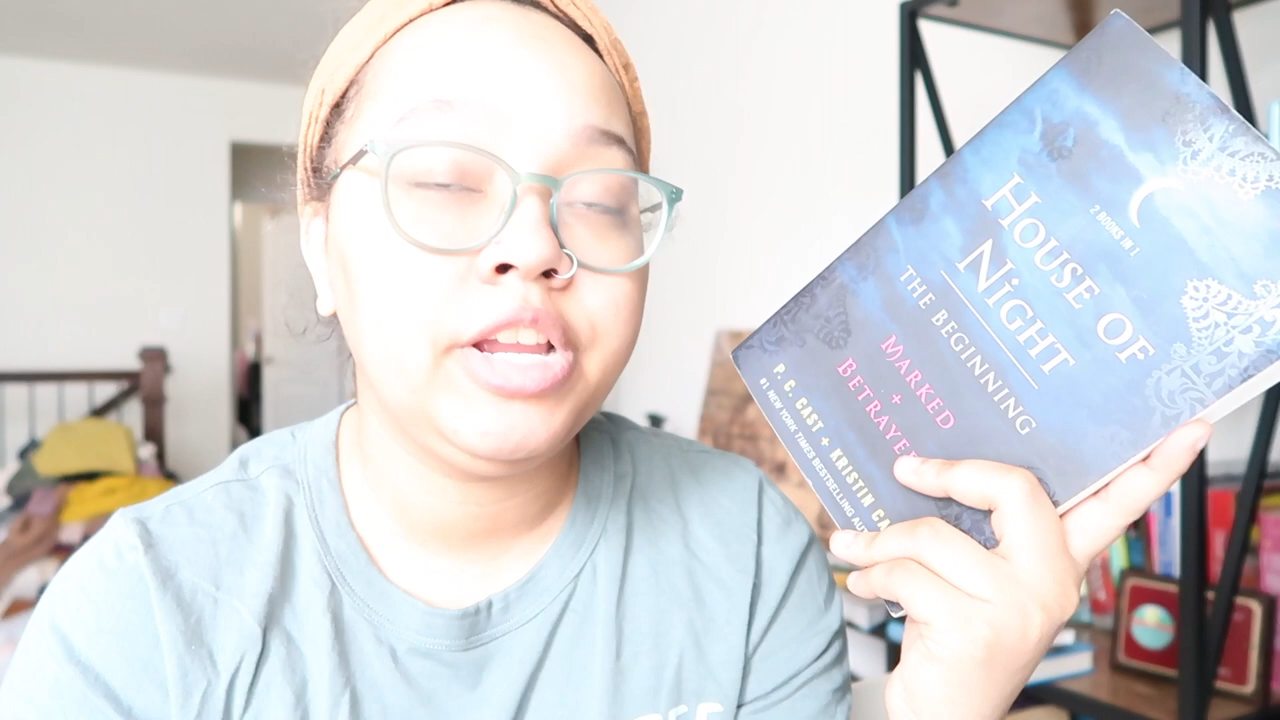 2 BOOKS IN 1
HOUSE OF
NIGHT
THE BEGINNING
MARKED
+
BETRAYE
P. C. CAST + KRISTIN CA
#1 NEW YORK TIMES BESTSELLING AU